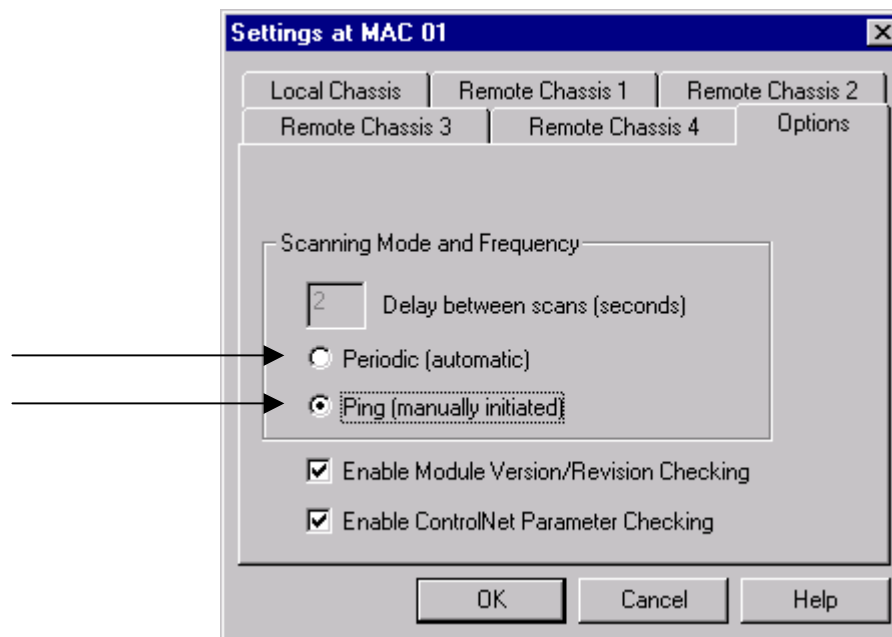 Settings at MAC 01
Local Chassis
Remote Chassis 1
Remote Chassis 2
Remote Chassis 3
Remote Chassis 4
Options
Scanning Mode and Frequency
2
Delay between scans (seconds)
Periodic (automatic)
Ping (manually initiated)
Enable Module Version/Revision Checking
Enable ControlNet Parameter Checking
OK
Cancel
Help